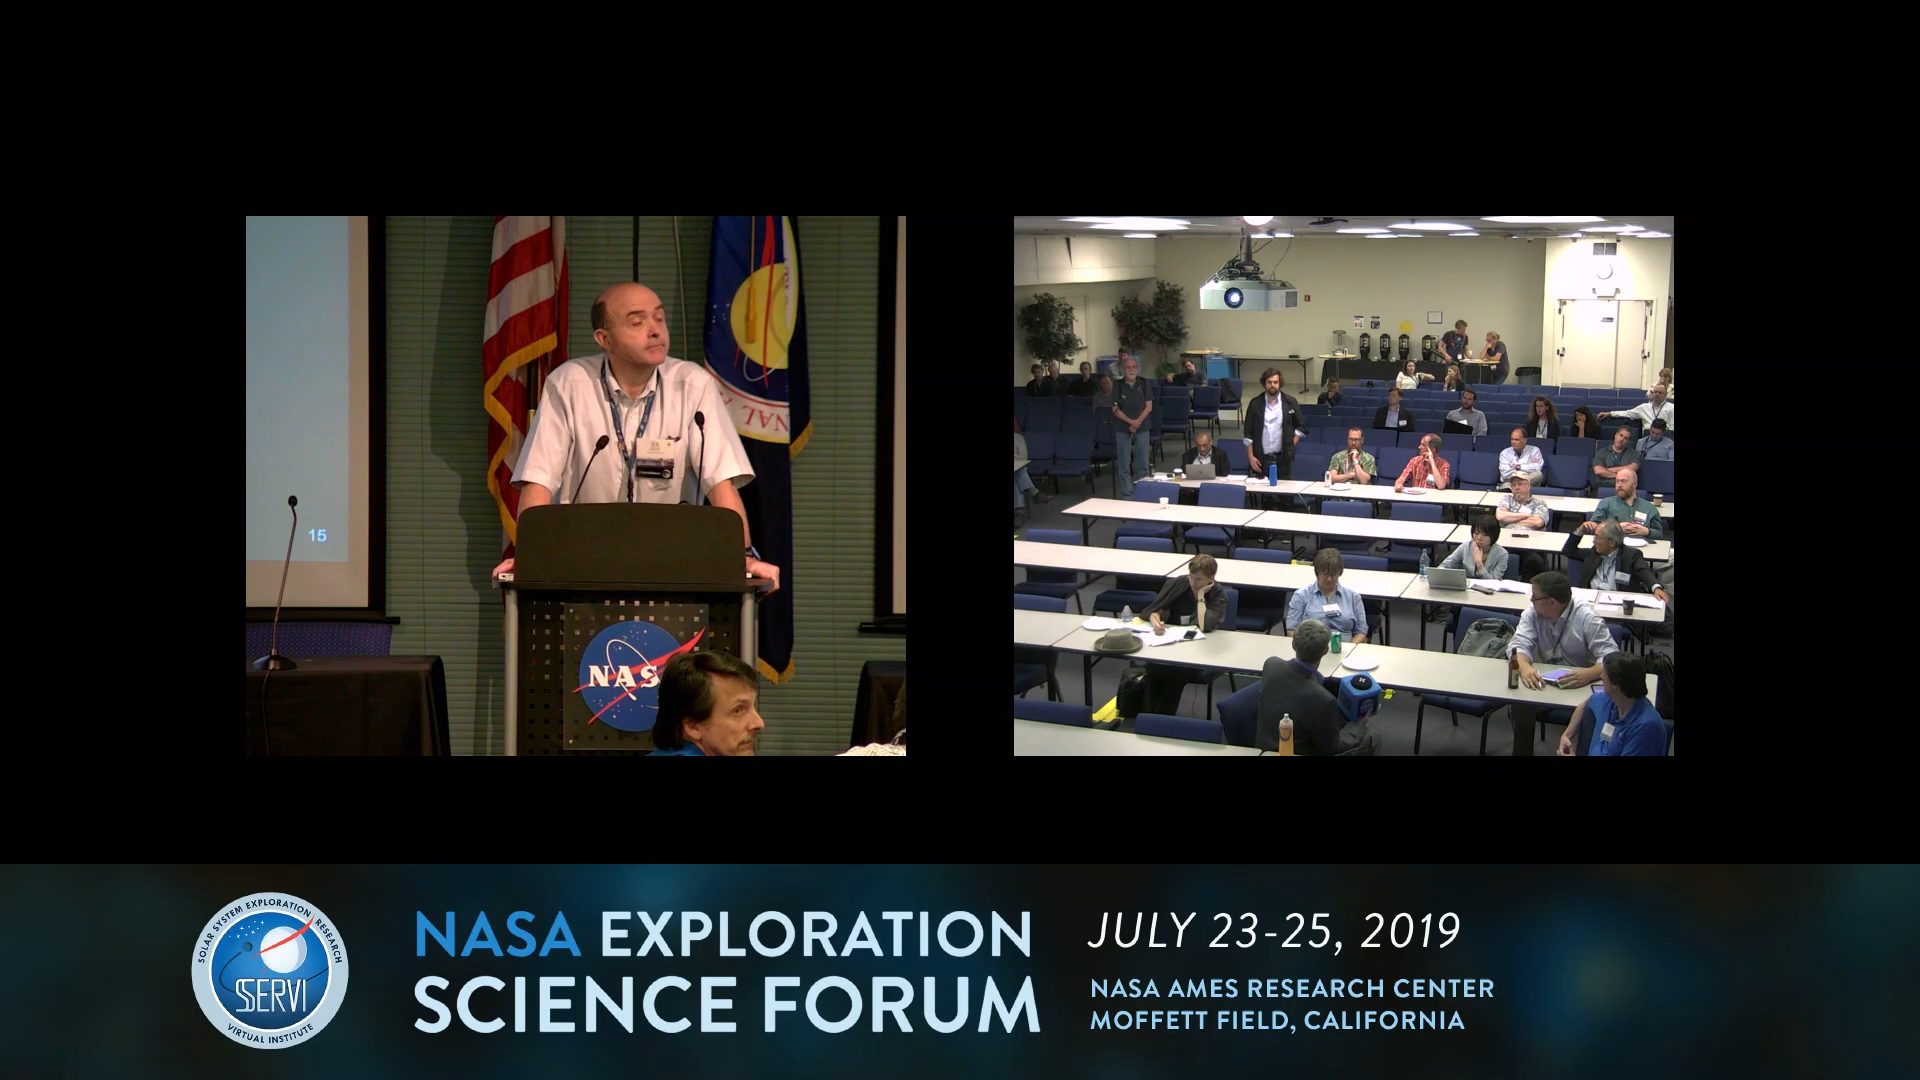 15
NAS
NAL
SOLAR SYSTEM EXPLORATION RESEARCH
SSERVI
VIRTUAL INSTITUTE
NASA EXPLORATION
SCIENCE FORUM
JULY 23-25, 2019
NASA AMES RESEARCH CENTER
MOFFETT FIELD, CALIFORNIA